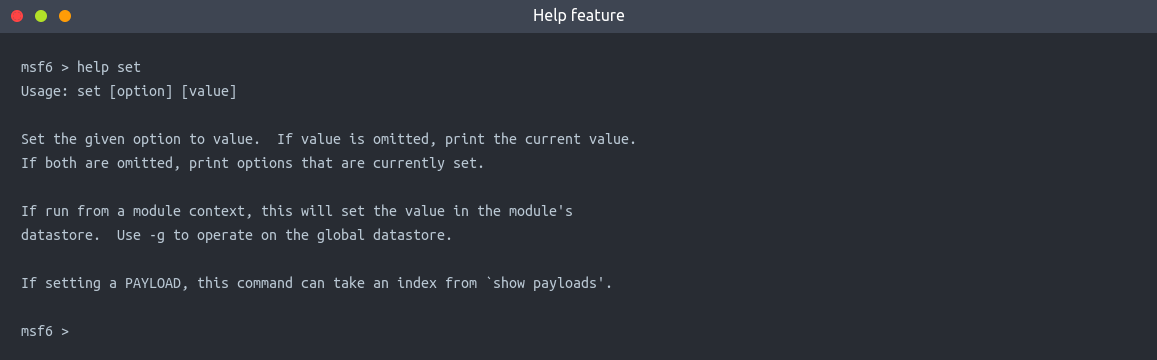 Help feature
msf6 > help set
Usage: set [option] [value]
Set the given option to value.  If value is omitted, print the current value.
If both are omitted, print options that are currently set.
If run from a module context, this will set the value in the module's
datastore.  Use -g to operate on the global datastore.
If setting a PAYLOAD, this command can take an index from `show payloads'.
msf6 >